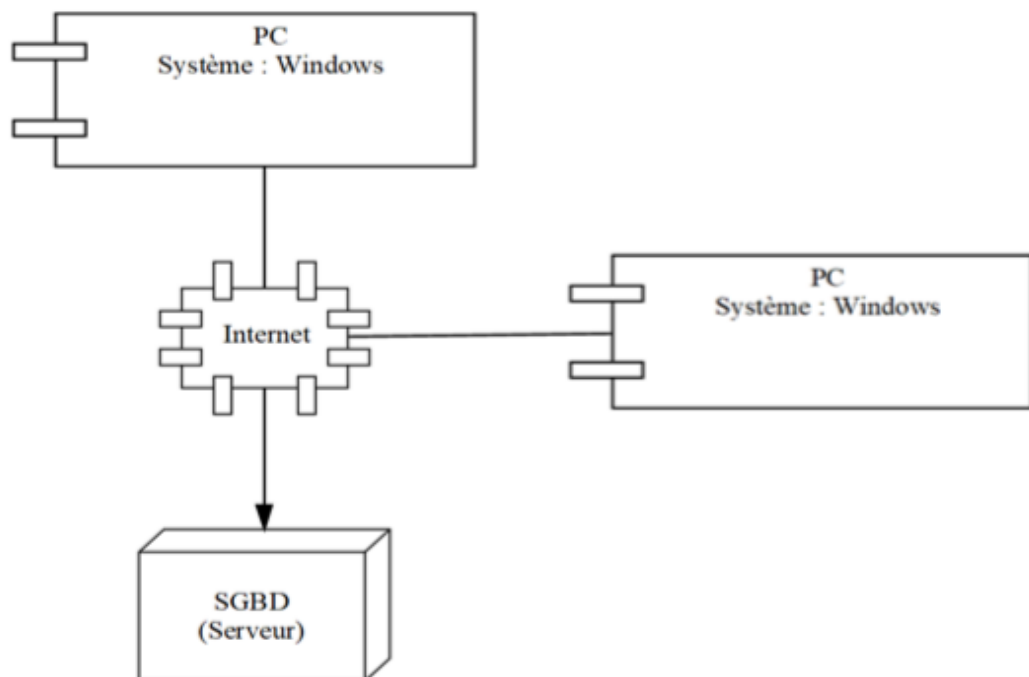 PC
Système : Windows
Internet
PC
Système : Windows
SGBD
(Serveur)